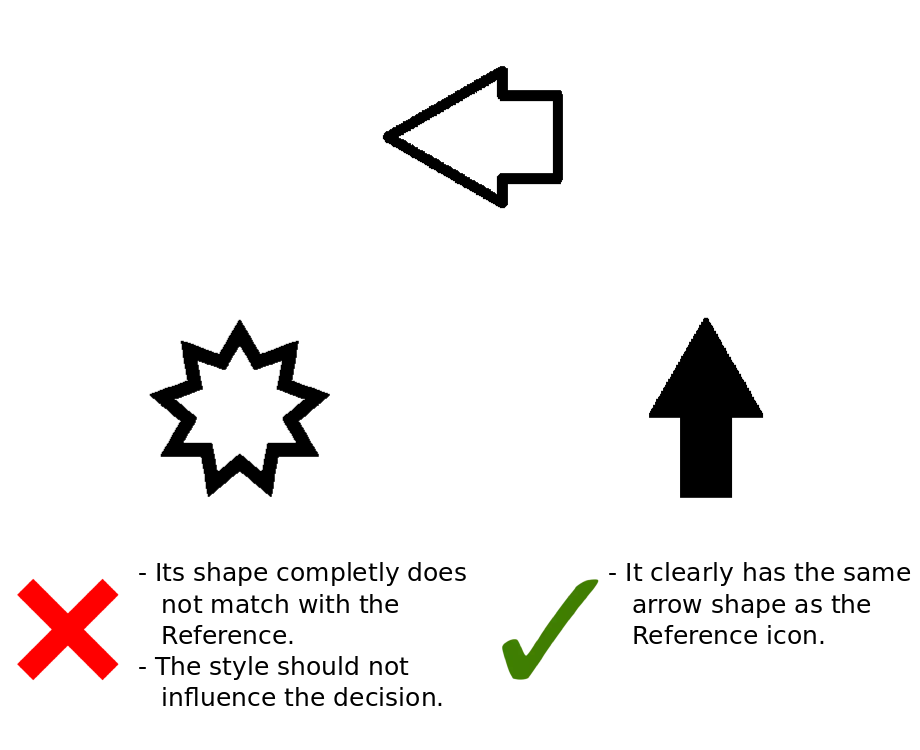 - Its shape completly does
not match with the
Reference.
- The style should not
influence the decision.
- It clearly has the same
arrow shape as the
Reference icon.